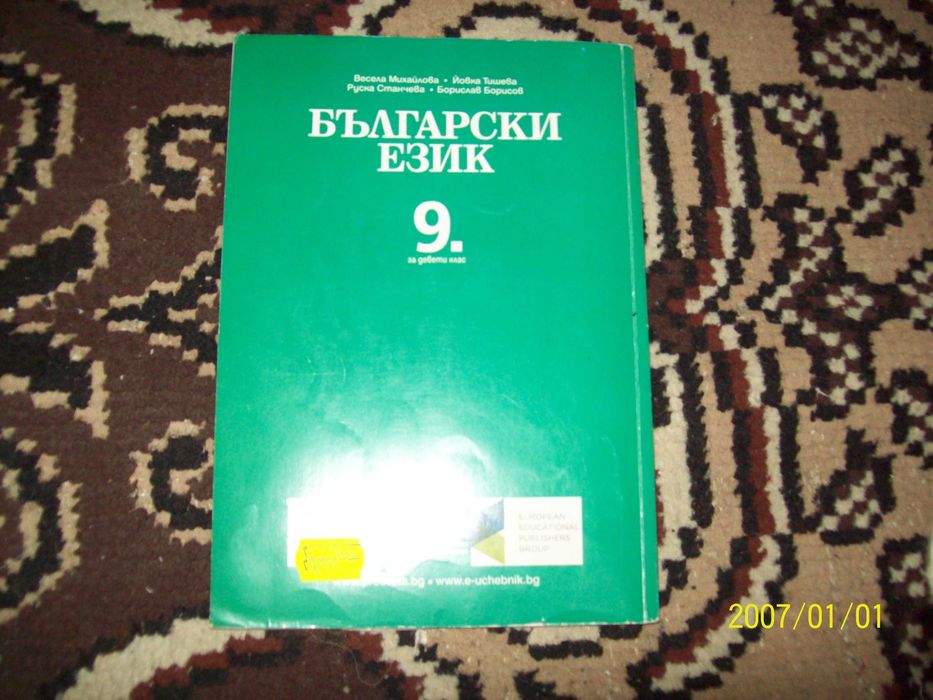 Весела Михайлова • Йовка Тишева
Руска Станчева • Борислав Борисов
БЪЛГАРСКИ
ЕЗИК
9.
за девети клас
EUROPEAN
EDUCATIONAL
PUBLISHERS
GROUP
www.e-uchebnik.bg
2007/01/01